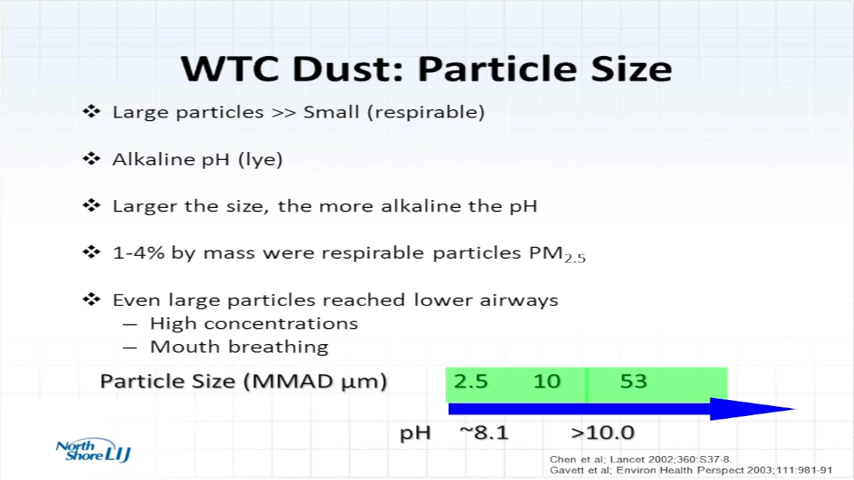 WTC Dust: Particle Size
❖ Large particles >> Small (respirable)
❖ Alkaline pH (lye)
❖ Larger the size, the more alkaline the pH
❖ 1-4% by mass were respirable particles PM2.5
❖ Even large particles reached lower airways
– High concentrations
– Mouth breathing
Particle Size (MMAD µm) 2.5 10 53
pH ~8.1 >10.0
North
Shore LIJ
Chen et al; Lancet 2002;360:S37-8.
Gavett et al; Environ Health Perspect 2003;111:981-91